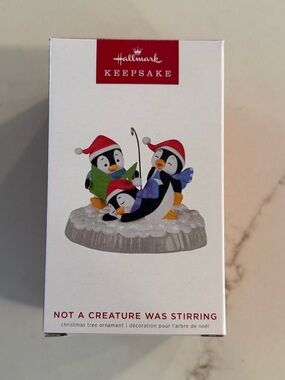 Hallmark
KEEPSAKE
NOT A CREATURE WAS STIRRING
christmas tree ornament | décoration pour l'arbre de noël